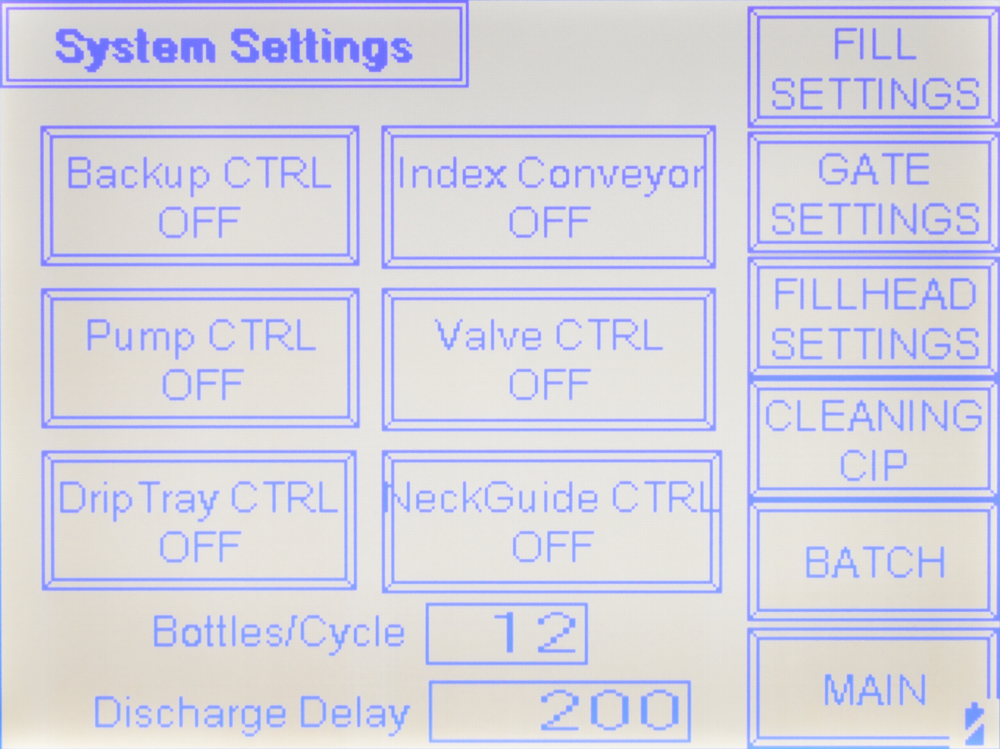 System Settings
Backup CTRL
OFF
Index Conveyor
OFF
Pump CTRL
OFF
Valve CTRL
OFF
DripTray CTRL
OFF
NeckGuide CTRL
OFF
Bottles/Cycle 12
Discharge Delay 200
FILL
SETTINGS
GATE
SETTINGS
FILLHEAD
SETTINGS
CLEANING
CIP
BATCH
MAIN